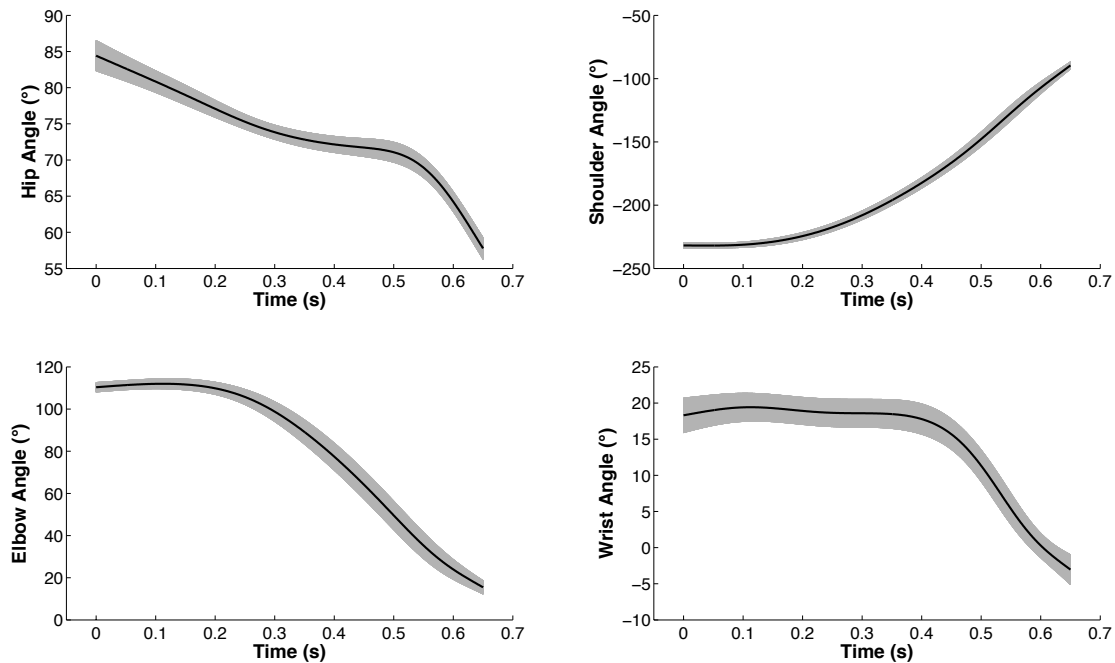 90
85
80
75
70
65
60
55
Hip Angle (°)
0 0.1 0.2 0.3 0.4 0.5 0.6 0.7
Time (s)
−50
−100
−150
−200
−250
Shoulder Angle (°)
0 0.1 0.2 0.3 0.4 0.5 0.6 0.7
Time (s)
120
100
80
60
40
20
0
Elbow Angle (°)
0 0.1 0.2 0.3 0.4 0.5 0.6 0.7
Time (s)
25
20
15
10
5
0
−5
−10
Wrist Angle (°)
0 0.1 0.2 0.3 0.4 0.5 0.6 0.7
Time (s)